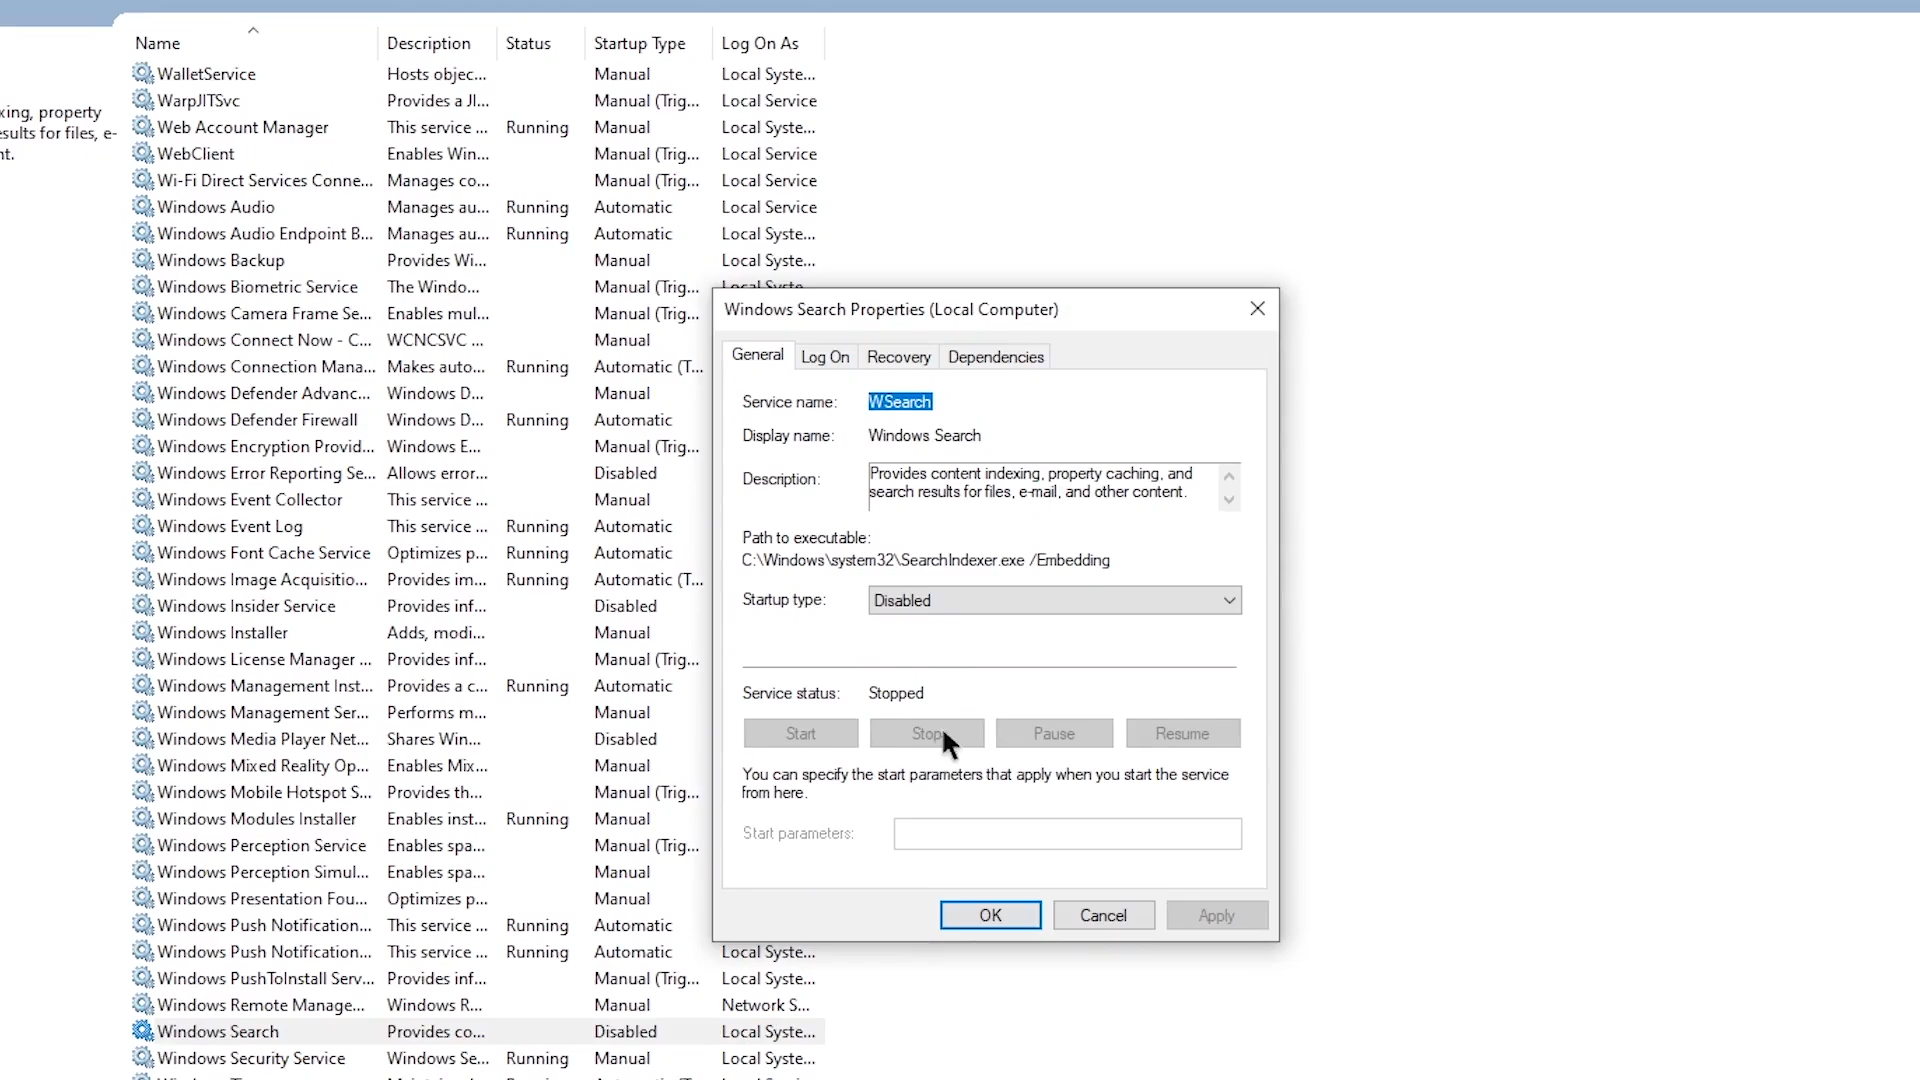 Name Description Status Startup Type Log On As
WalletService Hosts objec... Manual Local Syste...
WarpJITSvc Provides a JI... Manual (Trig... Local Service
Web Account Manager This service ... Running Manual Local Syste...
WebClient Enables Win... Manual (Trig... Local Service
Wi-Fi Direct Services Conne... Manages co... Manual (Trig... Local Service
Windows Audio Manages au... Running Automatic Local Service
Windows Audio Endpoint B... Manages au... Running Automatic Local Syste...
Windows Backup Provides Wi... Manual Local Syste...
Windows Biometric Service The Windo... Manual (Trig... Local Syste...
Windows Camera Frame Se... Enables mul... Manual (Trig...
Windows Connect Now - C... WCNCSVC ... Manual
Windows Connection Mana... Makes auto... Running Automatic (T...
Windows Defender Advanc... Windows D... Manual
Windows Defender Firewall Windows D... Running Automatic
Windows Encryption Provid... Windows E... Manual (Trig...
Windows Error Reporting Se... Allows error... Disabled
Windows Event Collector This service ... Manual
Windows Event Log This service ... Running Automatic
Windows Font Cache Service Optimizes p... Running Automatic
Windows Image Acquisitio... Provides im... Running Automatic (T...
Windows Insider Service Provides inf... Disabled
Windows Installer Adds, modi... Manual
Windows License Manager ... Provides inf... Manual (Trig...
Windows Management Inst... Provides a c... Running Automatic
Windows Management Ser... Performs m... Manual
Windows Media Player Net... Shares Win... Disabled
Windows Mixed Reality Op... Enables Mix... Manual
Windows Mobile Hotspot S... Provides th... Manual (Trig...
Windows Modules Installer Enables inst... Running Manual
Windows Perception Service Enables spa... Manual (Trig...
Windows Perception Simul... Enables spa... Manual
Windows Presentation Fou... Optimizes p... Manual
Windows Push Notification... This service ... Running Automatic
Windows Push Notification... This service ... Running Automatic Local Syste...
Windows PushToInstall Serv... Provides inf... Manual (Trig... Local Syste...
Windows Remote Manage... Windows R... Manual Network S...
Windows Search Provides co... Disabled Local Syste...
Windows Security Service Windows Se... Running Manual Local Syste...
xing, property
esults for files, e-
nt.
Windows Search Properties (Local Computer)
General Log On Recovery Dependencies
Service name: WSearch
Display name: Windows Search
Description: Provides content indexing, property caching, and
search results for files, e-mail, and other content.
Path to executable:
C:\Windows\system32\SearchIndexer.exe /Embedding
Startup type: Disabled
Service status: Stopped
Start Stop Pause Resume
You can specify the start parameters that apply when you start the service
from here.
Start parameters:
OK Cancel Apply